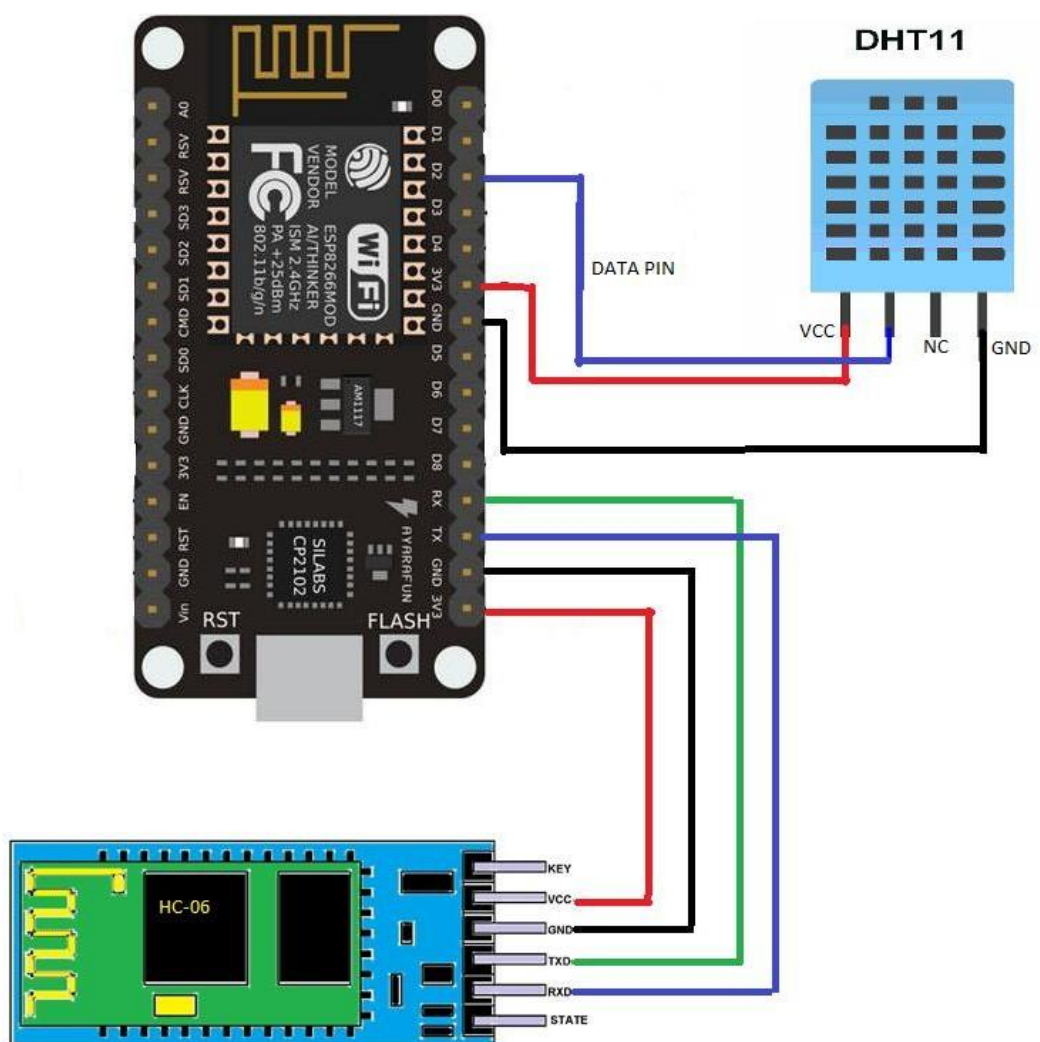 DHT11
A0
RSV
RSV
SD3
SD2
SD1
CMD
SD0
CLK
GND
3V3
EN
RST
GND
Vin
D0
D1
D2
D3
D4
3V3
GND
D5
D6
D7
D8
RX
TX
GND
3V3
MODEL
VENDOR
ESP8266MOD
AI/THINKER
ISM 2.4GHz
PA +25dBm
802.11b/g/n
FC
Wi Fi
AM1117
AYARAFUN
SILABS
CP2102
RST
FLASH
DATA PIN
VCC
NC
GND
HC-06
KEY
VCC
GND
TXD
RXD
STATE